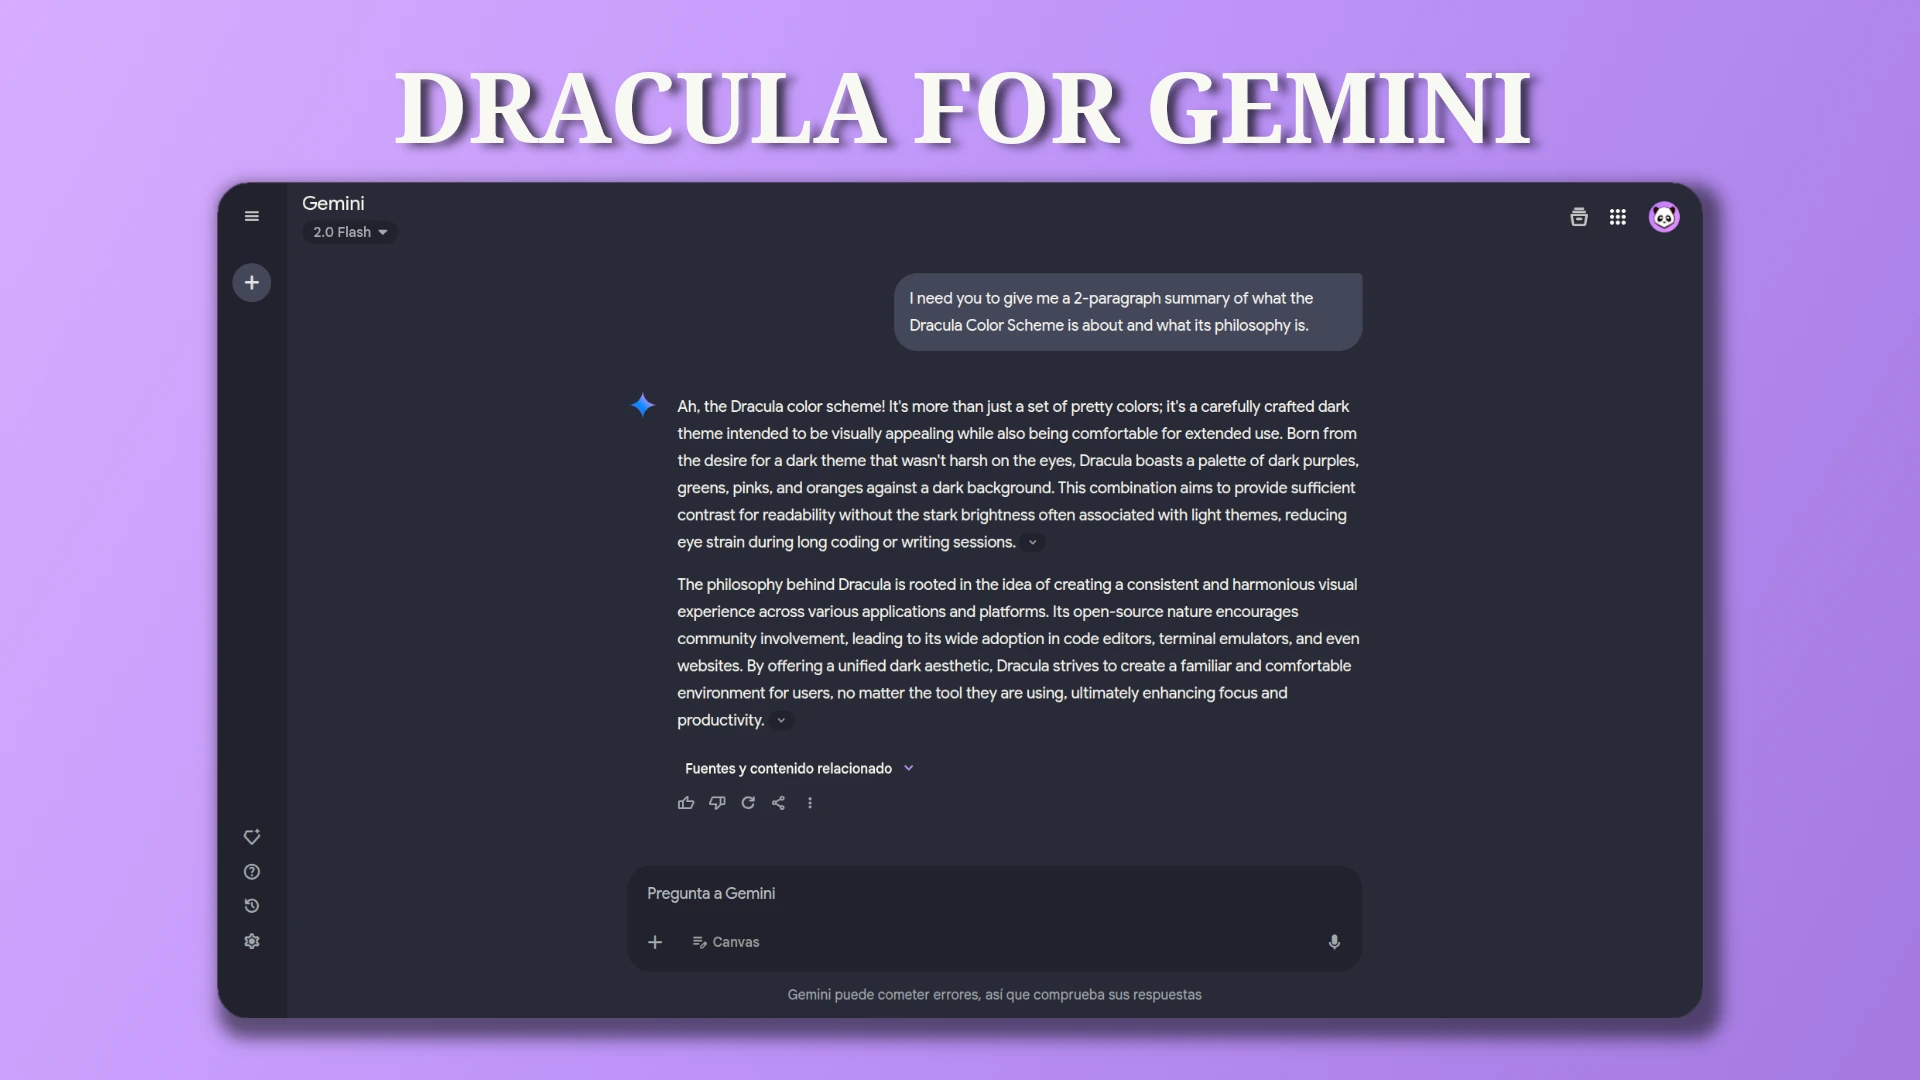 DRACULA FOR GEMINI
Gemini
2.0 Flash
I need you to give me a 2-paragraph summary of what the
Dracula Color Scheme is about and what its philosophy is.
Ah, the Dracula color scheme! It's more than just a set of pretty colors; it's a carefully crafted dark
theme intended to be visually appealing while also being comfortable for extended use. Born from
the desire for a dark theme that wasn't harsh on the eyes, Dracula boasts a palette of dark purples,
greens, pinks, and oranges against a dark background. This combination aims to provide sufficient
contrast for readability without the stark brightness often associated with light themes, reducing
eye strain during long coding or writing sessions.
The philosophy behind Dracula is rooted in the idea of creating a consistent and harmonious visual
experience across various applications and platforms. Its open-source nature encourages
community involvement, leading to its wide adoption in code editors, terminal emulators, and even
websites. By offering a unified dark aesthetic, Dracula strives to create a familiar and comfortable
environment for users, no matter the tool they are using, ultimately enhancing focus and
productivity.
Fuentes y contenido relacionado
Pregunta a Gemini
Canvas
Gemini puede cometer errores, así que comprueba sus respuestas